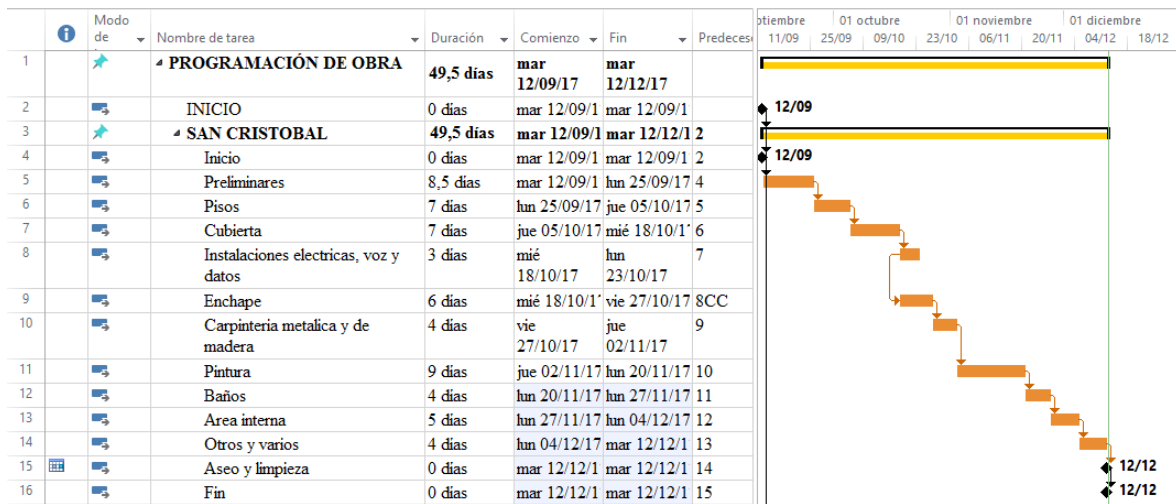 Modo
de
Nombre de tarea Duración Comienzo Fin Predeces
ptiembre 01 octubre 01 noviembre 01 diciembre
11/09 25/09 09/10 23/10 06/11 20/11 04/12 18/12
1 PROGRAMACIÓN DE OBRA 49,5 días mar 12/09/17 mar 12/12/17
2 INICIO 0 días mar 12/09/1 mar 12/09/1 12/09
3 SAN CRISTOBAL 49,5 días mar 12/09/1 mar 12/12/1 2
4 Inicio 0 días mar 12/09/1 mar 12/09/1 2 12/09
5 Preliminares 8,5 días mar 12/09/1 lun 25/09/17 4
6 Pisos 7 días lun 25/09/17 jue 05/10/17 5
7 Cubierta 7 días jue 05/10/17 mié 18/10/1 6
8 Instalaciones electricas, voz y datos 3 días mié 18/10/17 lun 23/10/17 7
9 Enchape 6 días mié 18/10/1 vie 27/10/17 8CC
10 Carpinteria metalica y de madera 4 días vie 27/10/17 jue 02/11/17 9
11 Pintura 9 días jue 02/11/17 lun 20/11/17 10
12 Baños 4 días lun 20/11/17 lun 27/11/17 11
13 Area interna 5 días lun 27/11/17 lun 04/12/17 12
14 Otros y varios 4 días lun 04/12/17 mar 12/12/1 13
15 Aseo y limpieza 0 días mar 12/12/1 mar 12/12/1 14 12/12
16 Fin 0 días mar 12/12/1 mar 12/12/1 15 12/12